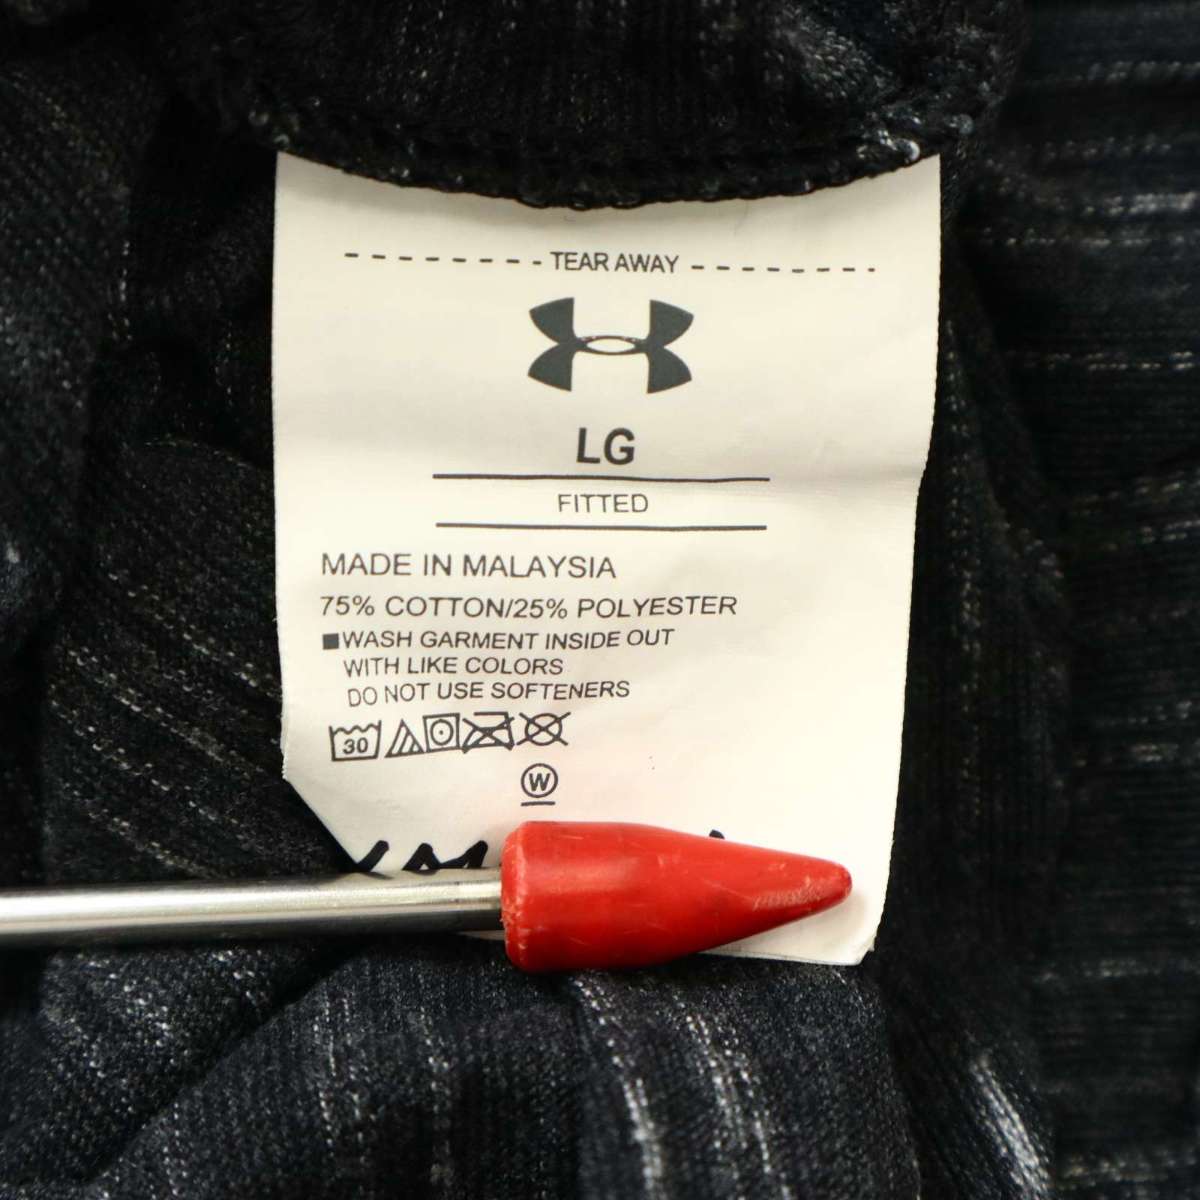 TEAR AWAY
LG
FITTED
MADE IN MALAYSIA
75% COTTON/25% POLYESTER
WASH GARMENT INSIDE OUT
WITH LIKE COLORS
DO NOT USE SOFTENERS
30
W